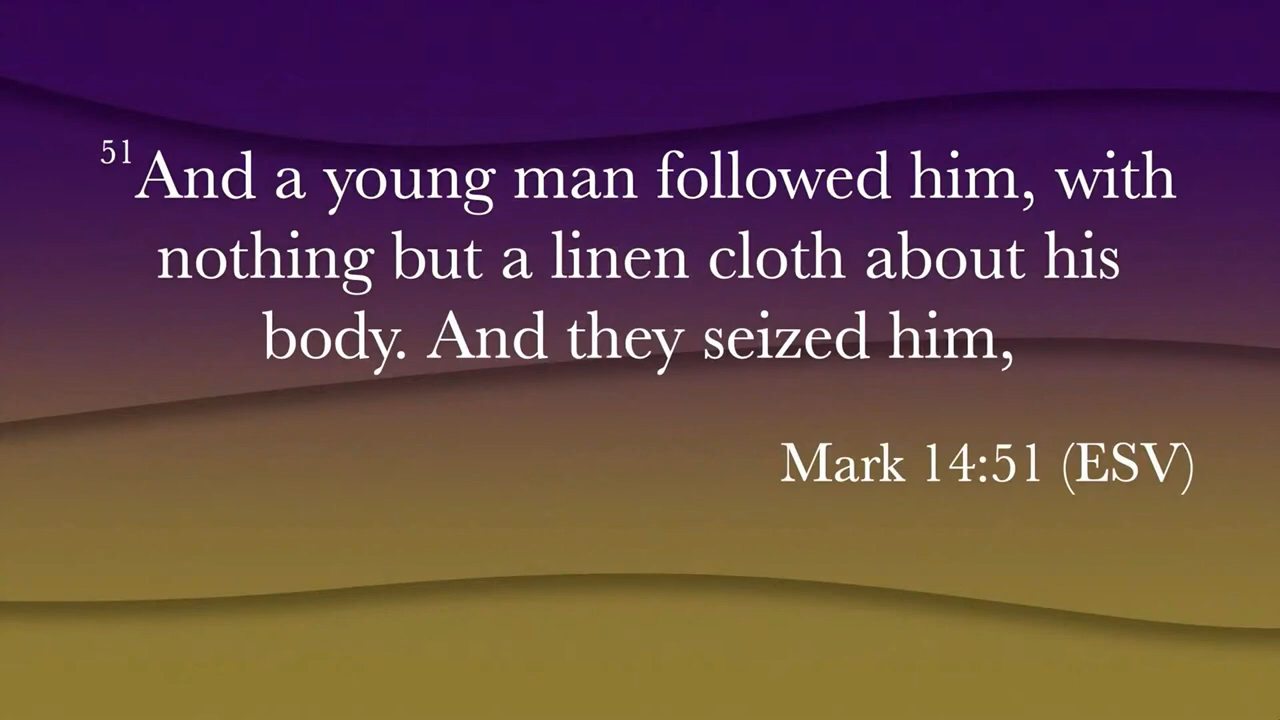 51 And a young man followed him, with
nothing but a linen cloth about his
body. And they seized him,
Mark 14:51 (ESV)